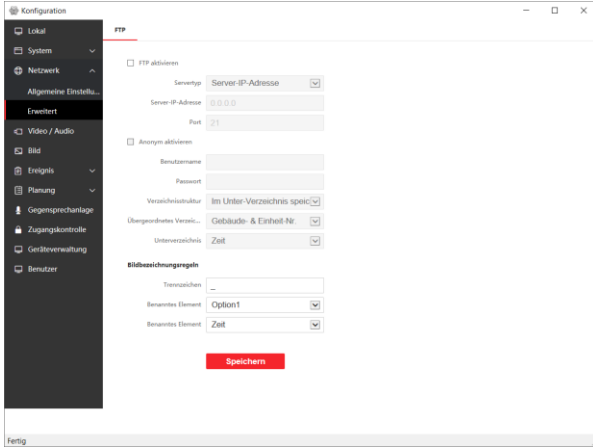 Konfiguration
Lokal
System
Netzwerk
Allgemeine Einstellu...
Erweitert
Video / Audio
Bild
Ereignis
Planung
Gegensprechanlage
Zugangskontrolle
Geräteverwaltung
Benutzer
FTP
FTP aktivieren
Servertyp Server-IP-Adresse
Server-IP-Adresse 0.0.0.0
Port 21
Anonym aktivieren
Benutzername
Passwort
Verzeichnisstruktur Im Unter-Verzeichnis speic
Übergeordnetes Verzeic... Gebäude- & Einheit-Nr.
Unterverzeichnis Zeit
Bildbezeichnungsregeln
Trennzeichen _
Benanntes Element Option1
Benanntes Element Zeit
Speichern
Fertig